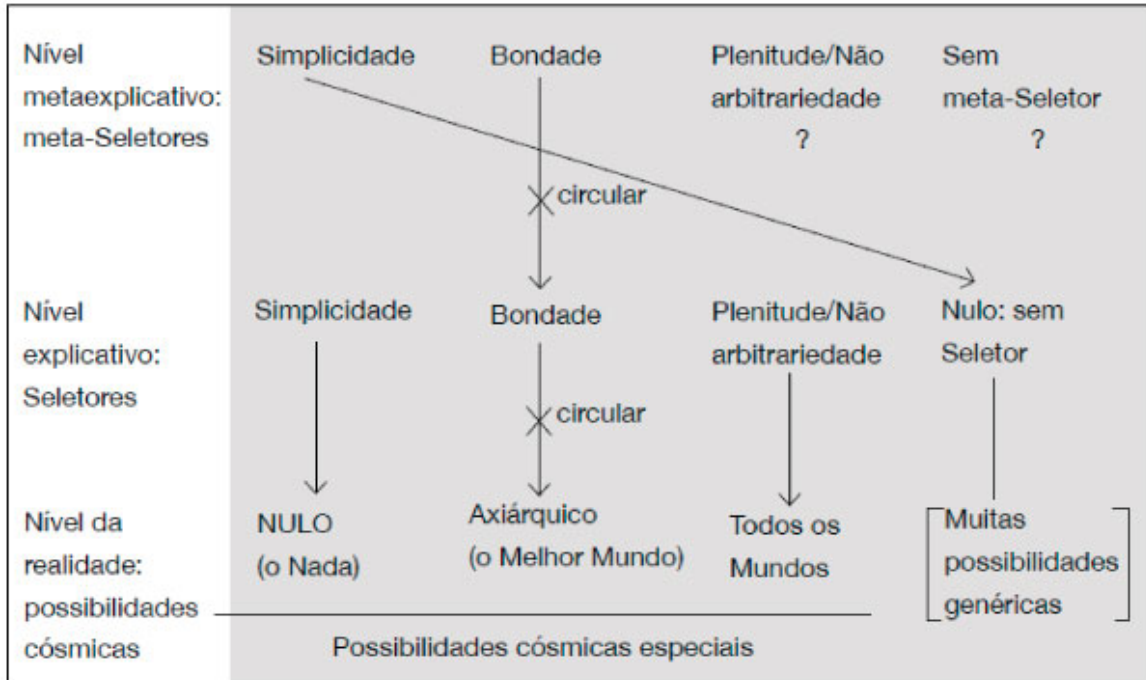 Nível
metaexplicativo:
meta-Seletores
Simplicidade
Bondade
Plenitude/Não
arbitrariedade
?
Sem
meta-Seletor
?
circular
Nível
explicativo:
Seletores
Simplicidade
Bondade
Plenitude/Não
arbitrariedade
Nulo: sem
Seletor
circular
Nível da
realidade:
possibilidades
cósmicas
NULO
(o Nada)
Axiárquico
(o Melhor Mundo)
Todos os
Mundos
Muitas
possibilidades
genéricas
Possibilidades cósmicas especiais